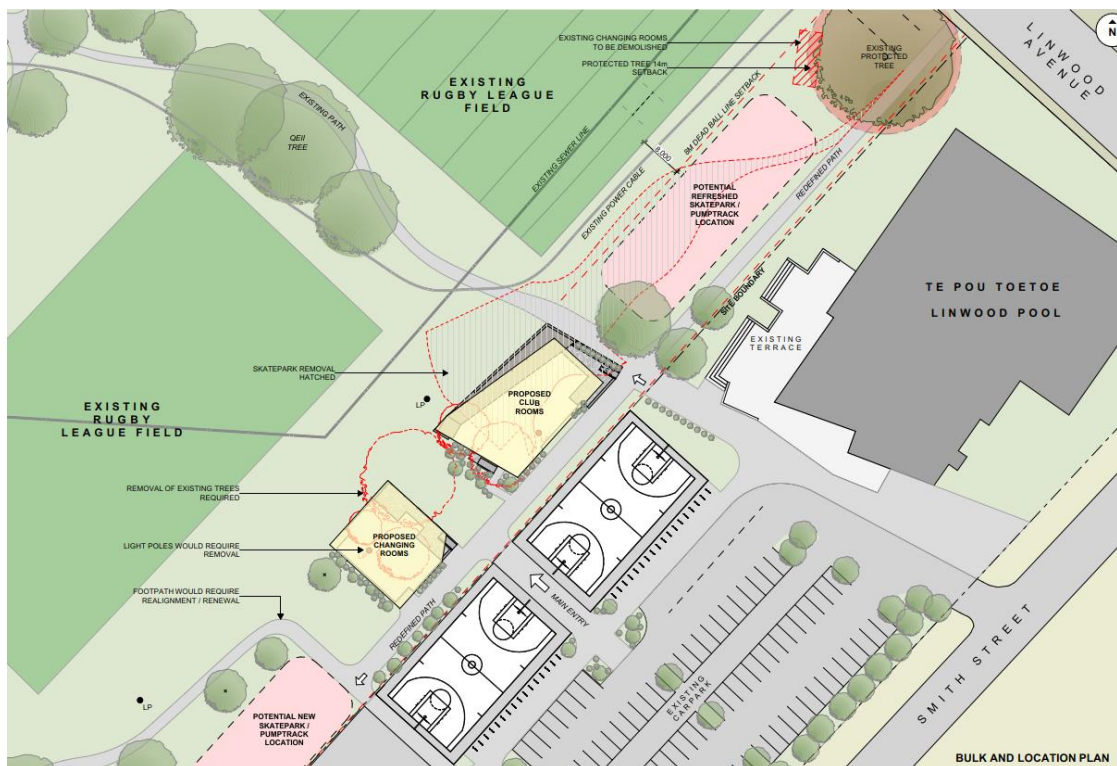 N
LINWOOD
AVENUE
EXISTING CHANGING ROOMS
TO BE DEMOLISHED
PROTECTED TREE 14m
SETBACK
EXISTING
PROTECTED
TREE
EXISTING
RUGBY LEAGUE
FIELD
EXISTING PATH
QEII
TREE
EXISTING SEWER LINE
8M DEAD BALL LINE SETBACK
8,000
EXISTING POWER CABLE
POTENTIAL
REFRESHED
SKATEPARK /
PUMPTRACK
LOCATION
REDEFINED PATH
SITE BOUNDARY
TE POU TOETOE
LINWOOD POOL
EXISTING
TERRACE
SKATEPARK REMOVAL
HATCHED
LP
PROPOSED
CLUB
ROOMS
EXISTING
RUGBY
LEAGUE FIELD
REMOVAL OF EXISTING TREES
REQUIRED
PROPOSED
CHANGING
ROOMS
LIGHT POLES WOULD REQUIRE
REMOVAL
FOOTPATH WOULD REQUIRE
REALIGNMENT / RENEWAL
REDEFINED PATH
MAIN ENTRY
EXISTING
CARPARK
SMITH STREET
LP
POTENTIAL NEW
SKATEPARK /
PUMPTRACK
LOCATION
BULK AND LOCATION PLAN